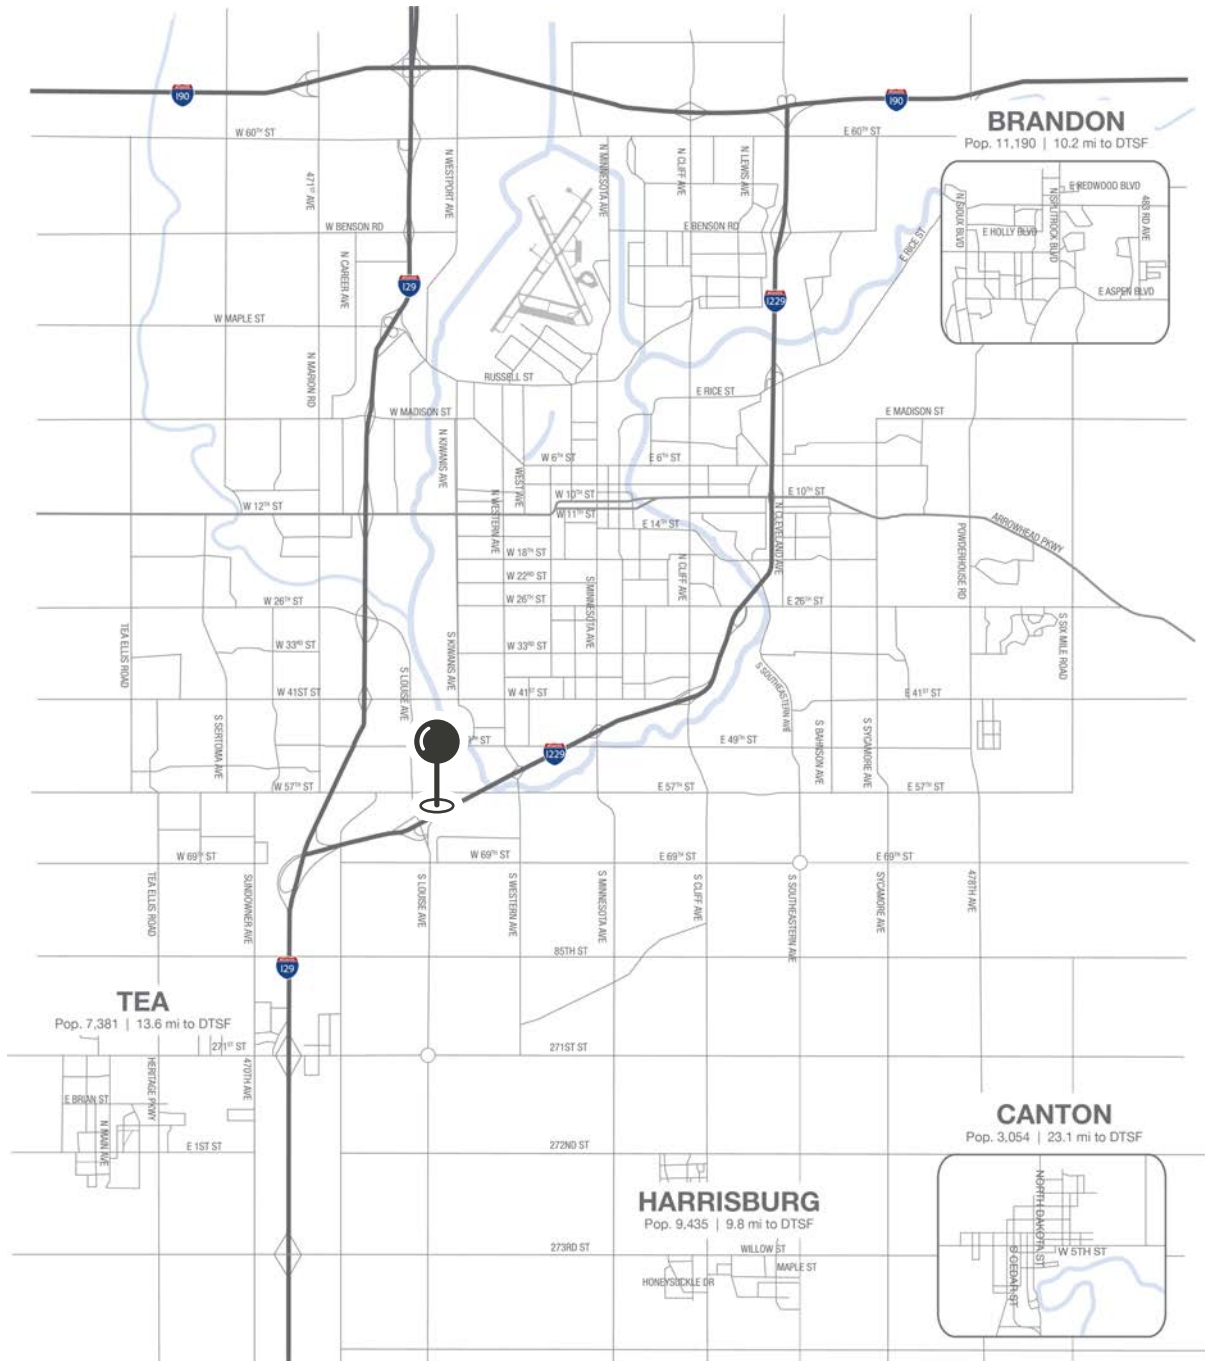 I90
I90
W 60TH ST
E 60TH ST
BRANDON
Pop. 11,190 | 10.2 mi to DTSF
471ST AVE
N WESTPORT AVE
N MINNESOTA AVE
N CLIFF AVE
N LEWIS AVE
E REDWOOD BLVD
N SIOUX BLVD
N SPLITROCK BLVD
483 RD AVE
E HOLLY BLVD
E ASPEN BLVD
W BENSON RD
E BENSON RD
E RICE ST
N CAREER AVE
I29
I229
W MAPLE ST
N MARION RD
RUSSELL ST
E RICE ST
W MADISON ST
E MADISON ST
N KIWANIS AVE
W 6TH ST
E 6TH ST
WEST AVE
N WESTERN AVE
W 10TH ST
E 10TH ST
W 12TH ST
W 11TH ST
E 14TH ST
N CLEVELAND AVE
POWDERHOUSE RD
ARROWHEAD PKWY
W 18TH ST
N CLIFF AVE
W 22ND ST
S MINNESOTA AVE
W 26TH ST
W 26TH ST
E 26TH ST
TEA ELLIS ROAD
W 33RD ST
S KIWANIS AVE
W 33RD ST
S SIX MILE ROAD
S LOUISE AVE
S SOUTHEASTERN AVE
W 41ST ST
W 41ST ST
E 41ST ST
S SERTOMA AVE
S BAHNSON AVE
S SYCAMORE AVE
TH ST
E 49TH ST
I229
W 57TH ST
E 57TH ST
E 57TH ST
W 69TH ST
W 69TH ST
E 69TH ST
E 69TH ST
TEA ELLIS ROAD
SUNDOWNER AVE
S LOUISE AVE
S WESTERN AVE
S MINNESOTA AVE
S CLIFF AVE
S SOUTHEASTERN AVE
SYCAMORE AVE
478TH AVE
85TH ST
I29
TEA
Pop. 7,381 | 13.6 mi to DTSF
271ST ST
271ST ST
HERITAGE PKWY
470TH AVE
E BRIAN ST
N MAIN AVE
E 1ST ST
272ND ST
CANTON
Pop. 3,054 | 23.1 mi to DTSF
NORTH DAKOTA ST
W 5TH ST
S CEDAR ST
HARRISBURG
Pop. 9,435 | 9.8 mi to DTSF
273RD ST
WILLOW ST
MAPLE ST
HONEYSUCKLE DR